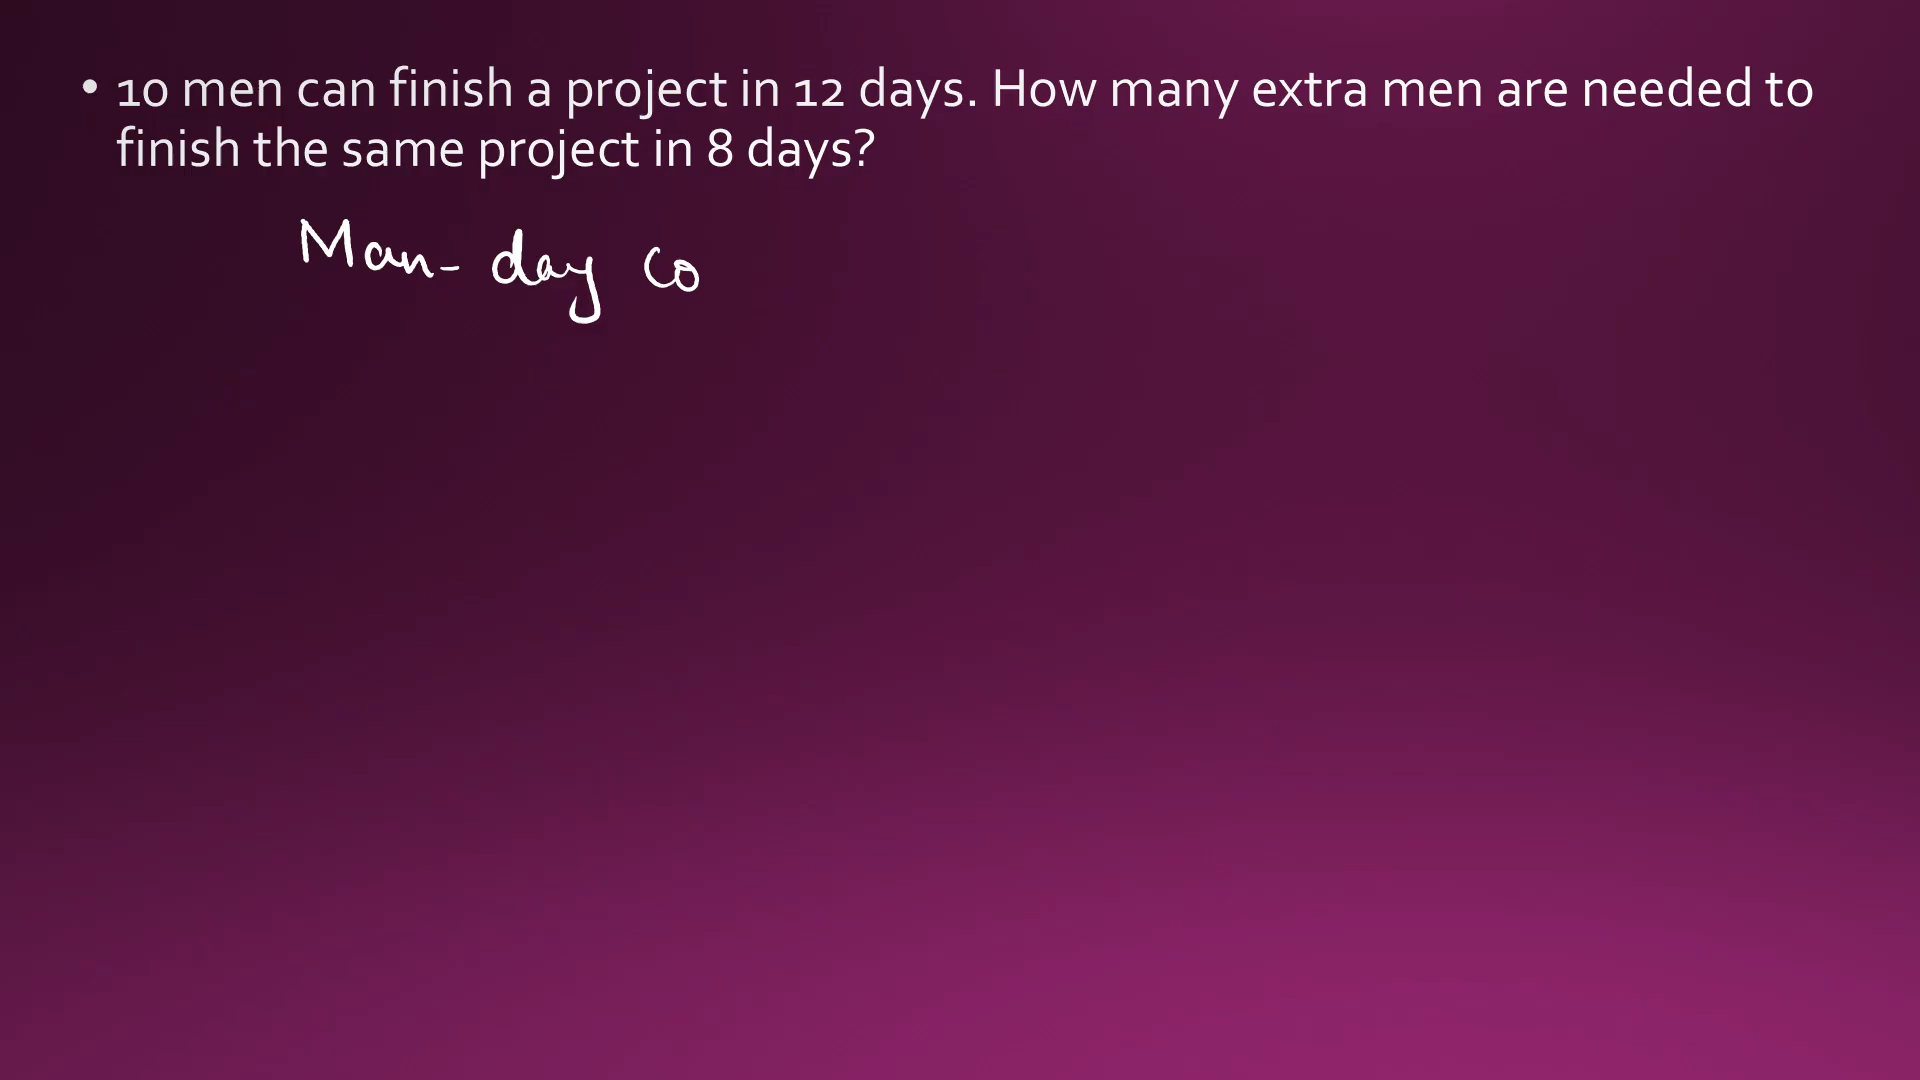 • 10 men can finish a project in 12 days. How many extra men are needed to
finish the same project in 8 days?
Man-day co